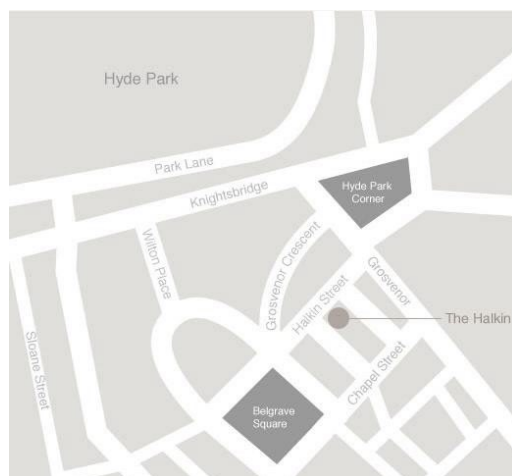 Hyde Park
Park Lane
Knightsbridge
Hyde Park
Corner
Wilton Place
Grosvenor Crescent
Grosvenor
Halkin Street
The Halkin
Sloane Street
Chapel Street
Belgrave
Square